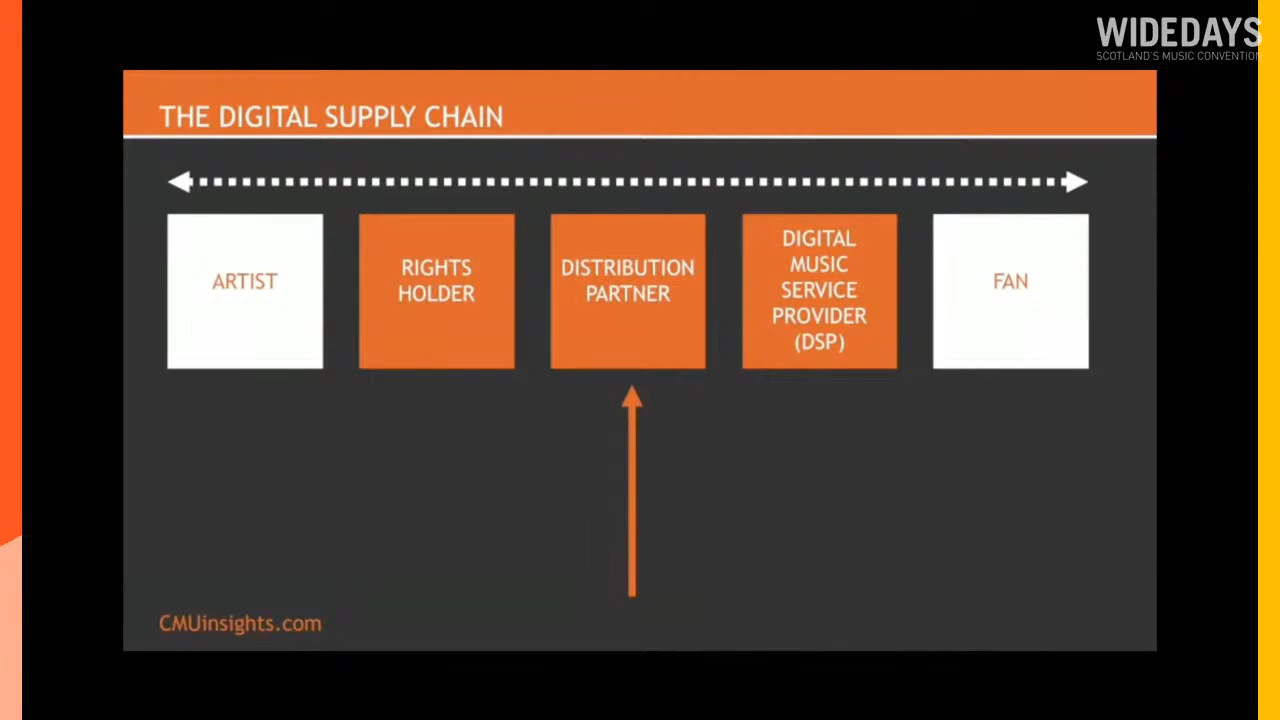 WIDEDAYS
SCOTLAND'S MUSIC CONVENTION
THE DIGITAL SUPPLY CHAIN
ARTIST
RIGHTS
HOLDER
DISTRIBUTION
PARTNER
DIGITAL
MUSIC
SERVICE
PROVIDER
(DSP)
FAN
CMUinsights.com